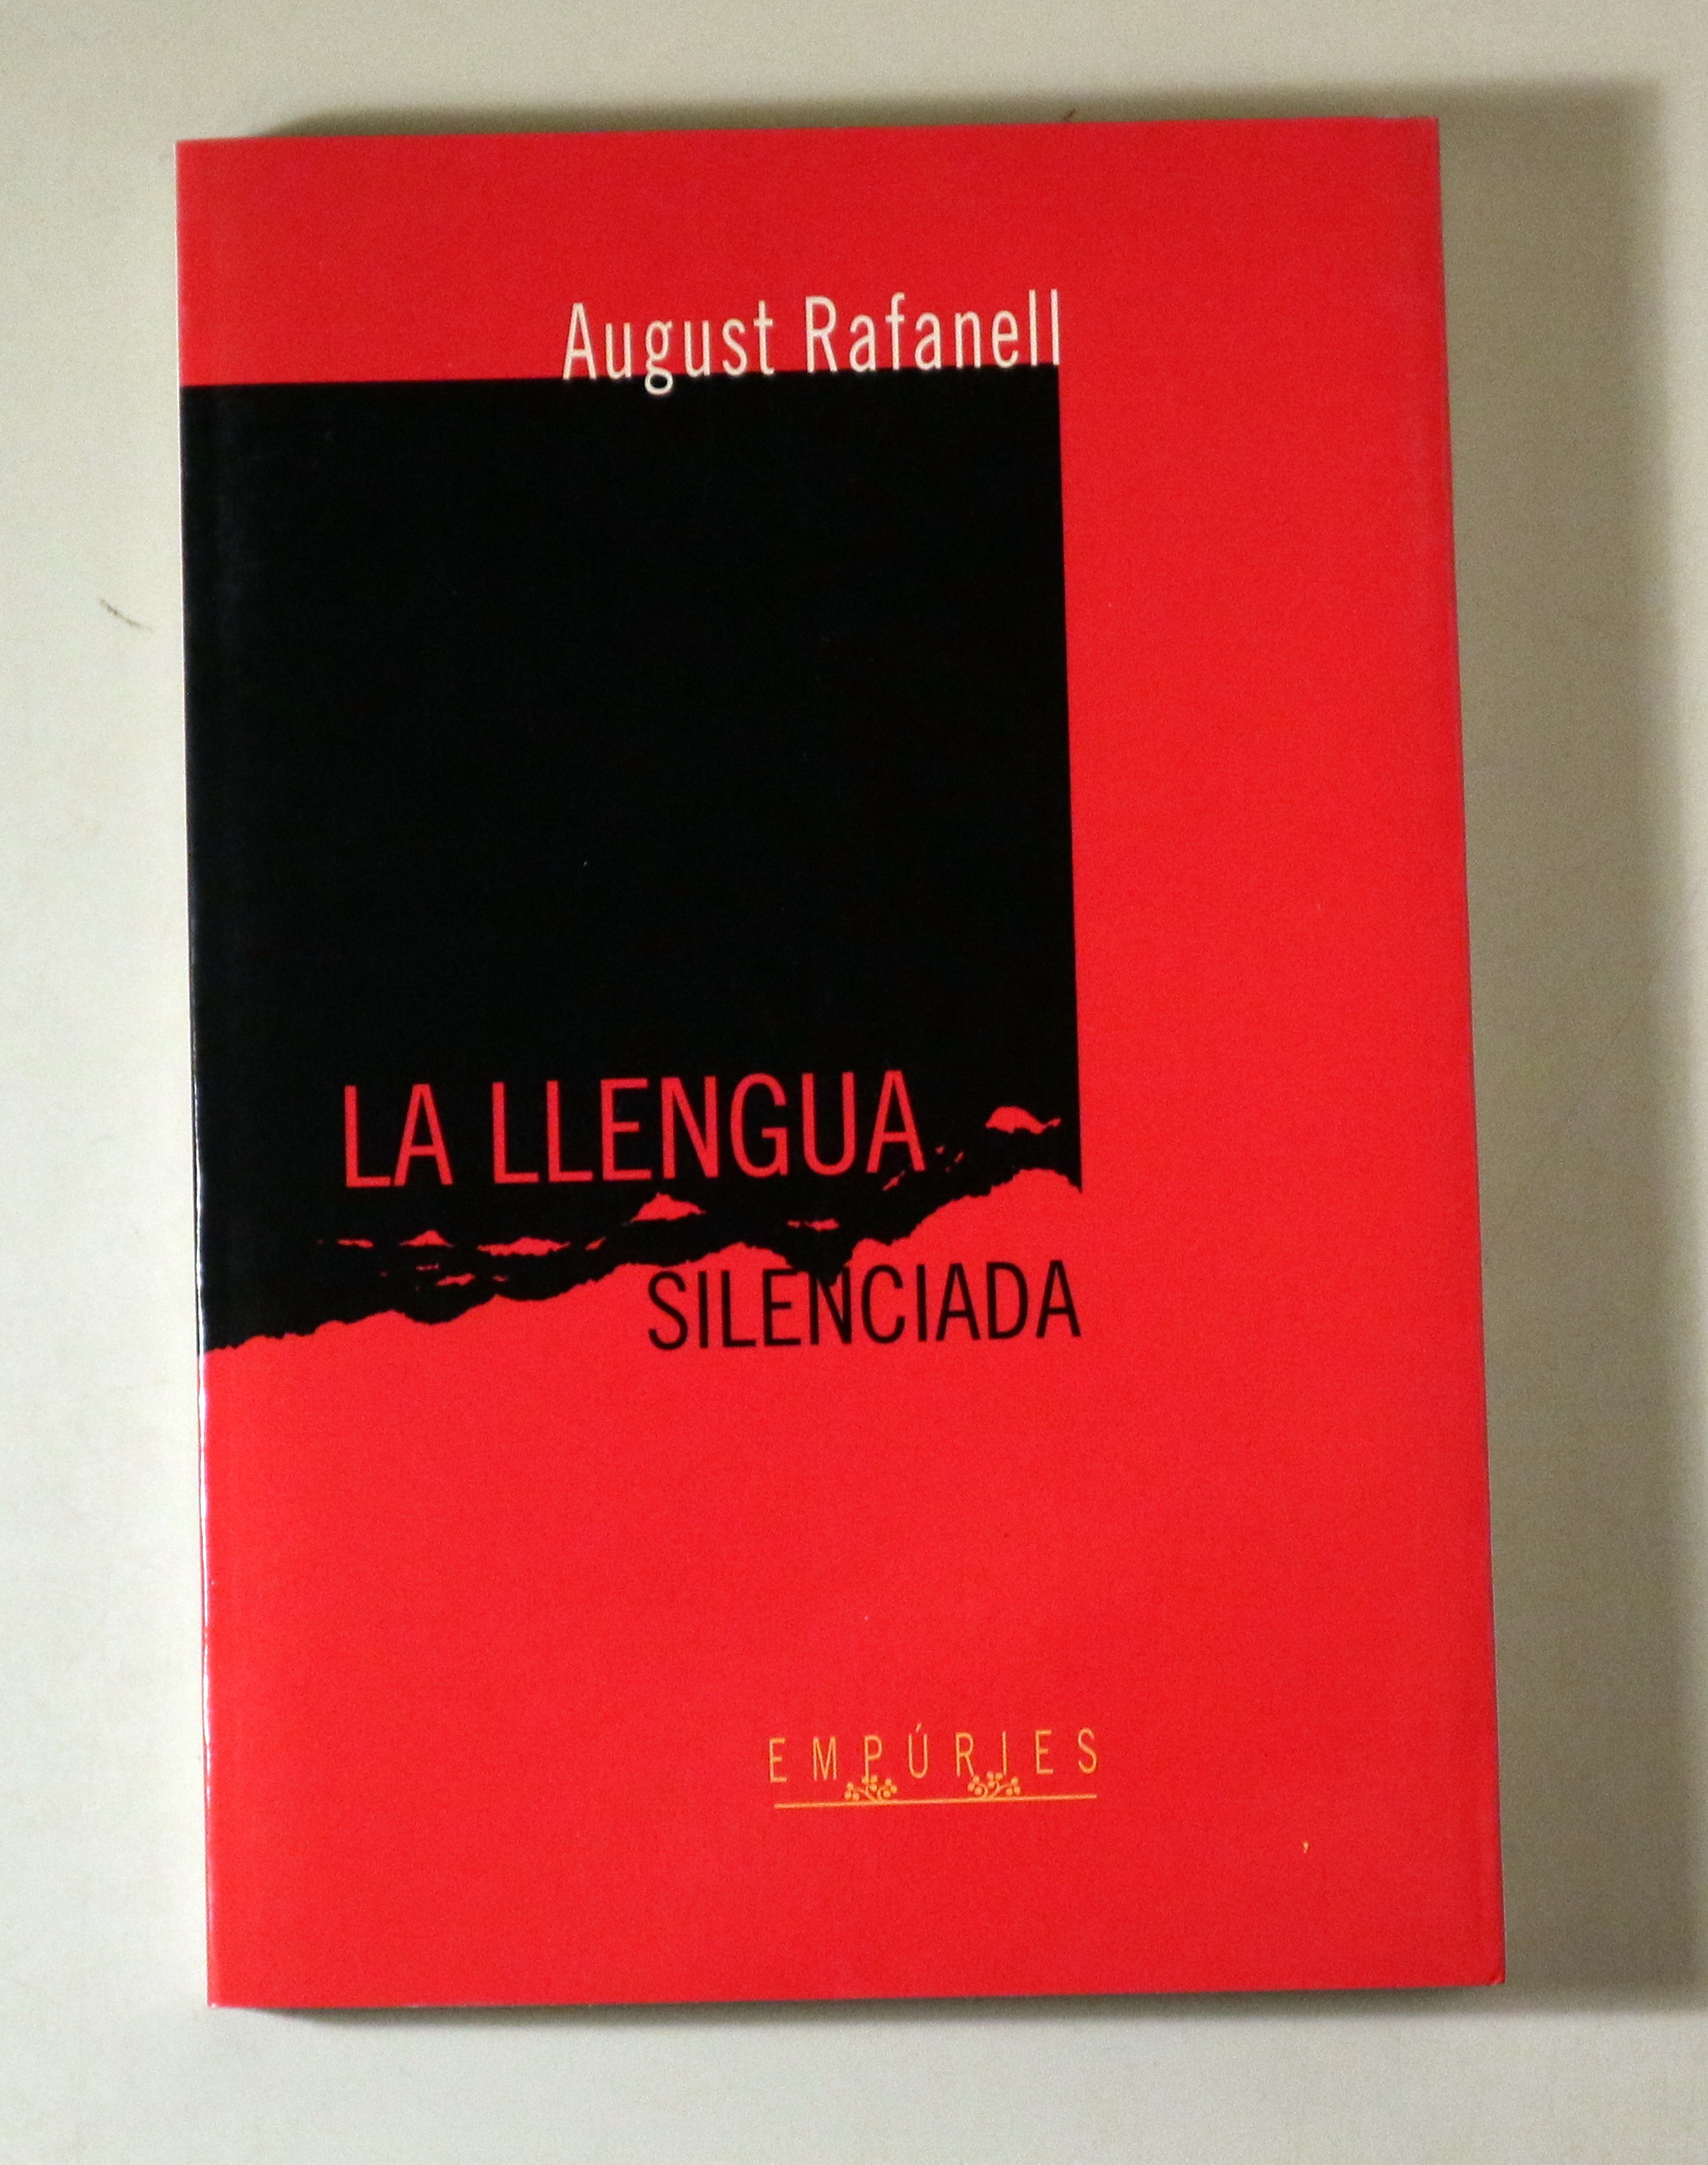 August Rafanell
LA LLENGUA
SILENCIADA
EMPÚRIES